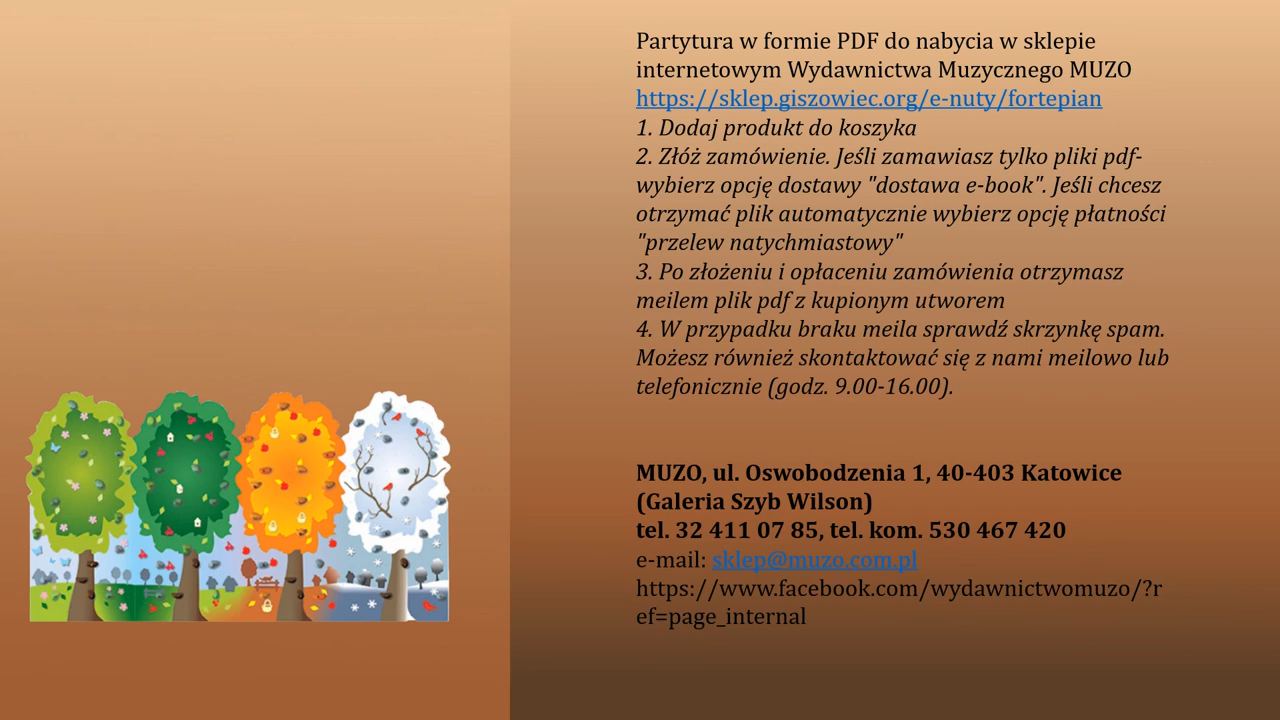 Partytura w formie PDF do nabycia w sklepie
internetowym Wydawnictwa Muzycznego MUZO
https://sklep.giszowiec.org/e-nuty/fortepian
1. Dodaj produkt do koszyka
2. Złóż zamówienie. Jeśli zamawiasz tylko pliki pdf-
wybierz opcję dostawy "dostawa e-book". Jeśli chcesz
otrzymać plik automatycznie wybierz opcję płatności
"przelew natychmiastowy"
3. Po złożeniu i opłaceniu zamówienia otrzymasz
meilem plik pdf z kupionym utworem
4. W przypadku braku meila sprawdź skrzynkę spam.
Możesz również skontaktować się z nami meilowo lub
telefonicznie (godz. 9.00-16.00).
MUZO, ul. Oswobodzenia 1, 40-403 Katowice
(Galeria Szyb Wilson)
tel. 32 411 07 85, tel. kom. 530 467 420
e-mail: sklep@muzo.com.pl
https://www.facebook.com/wydawnictwomuzo/?r
ef=page_internal